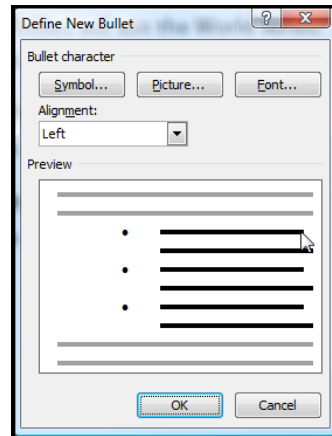 Define New Bullet
Bullet character
Symbol... Picture... Font...
Alignment:
Left
Preview
OK Cancel